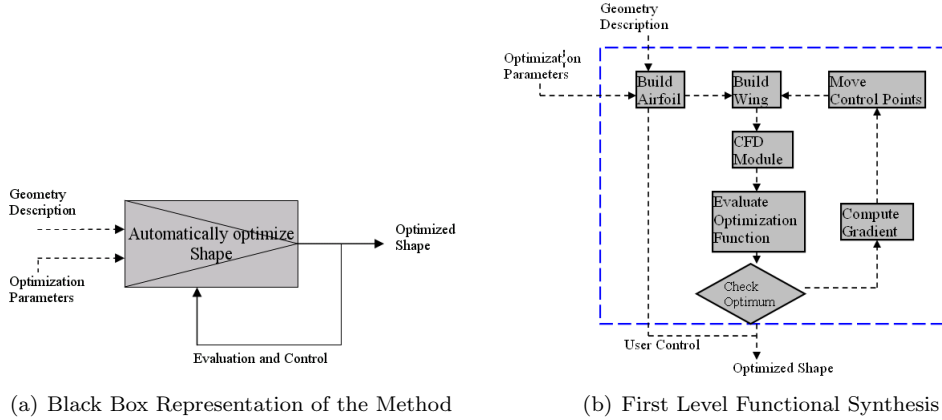 Geometry
Description
Optimization
Parameters
Automatically optimize
Shape
Optimized
Shape
Evaluation and Control
(a) Black Box Representation of the Method
Geometry
Description
Optimization
Parameters
Build
Airfoil
Build
Wing
Move
Control Points
CFD
Module
Evaluate
Optimization
Function
Compute
Gradient
Check
Optimum
User Control
Optimized Shape
(b) First Level Functional Synthesis